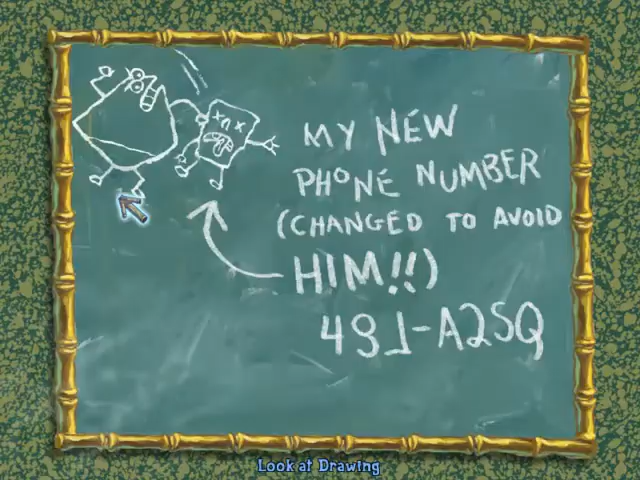 MY NEW
PHONE NUMBER
(CHANGED TO AVOID
HIM!!)
491-A2SQ
Look at Drawing